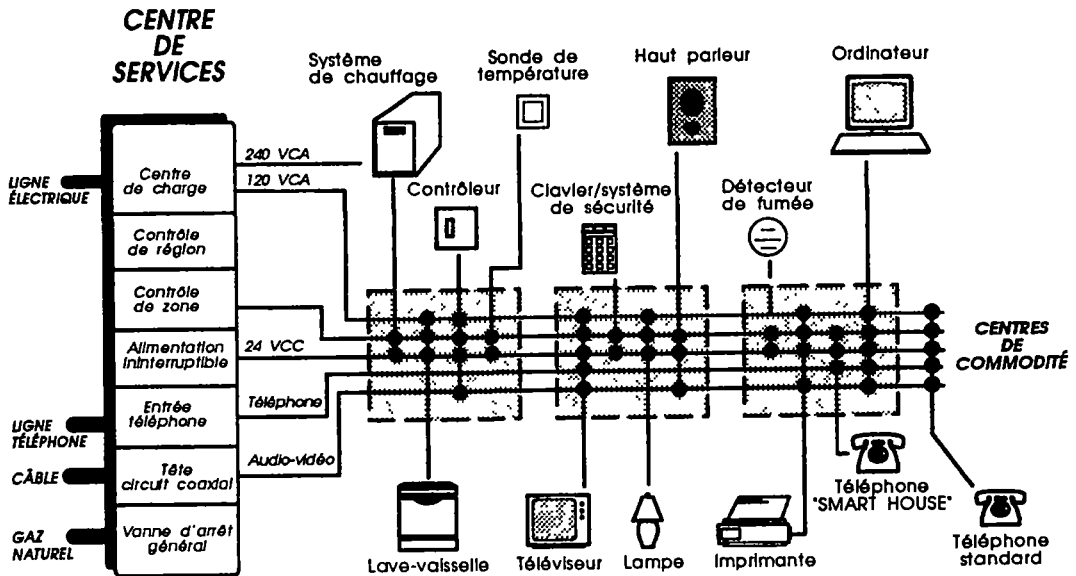 CENTRE
DE
SERVICES
Système
de chauffage
Sonde de
température
Haut parleur
Ordinateur
LIGNE
ÉLECTRIQUE
Centre
de charge
240 VCA
120 VCA
Contrôleur
Clavier/système
de sécurité
Détecteur
de fumée
Contrôle
de région
Contrôle
de zone
Alimentation
Ininterruptible
24 VCC
CENTRES
DE
COMMODITÉ
LIGNE
TÉLÉPHONE
Entrée
téléphone
Téléphone
CÂBLE
Tête
circuit coaxial
Audio-vidéo
GAZ
NATUREL
Vanne d'arrêt
général
Lave-vaisselle
Téléviseur
Lampe
Imprimante
Téléphone
"SMART HOUSE"
Téléphone
standard